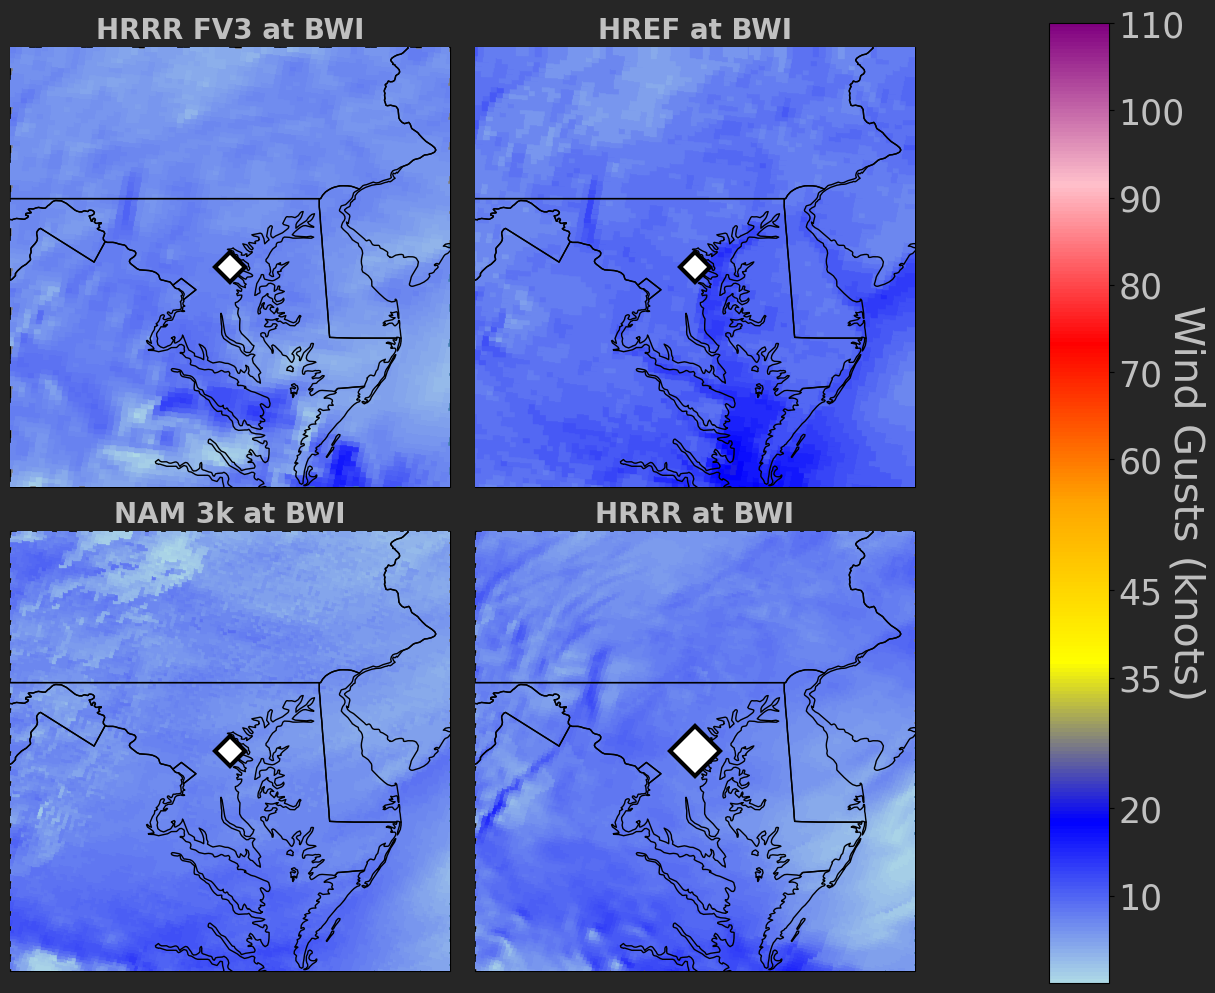 HRRR FV3 at BWI
HREF at BWI
NAM 3k at BWI
HRRR at BWI
110
100
90
80
70
60
45
35
20
10
Wind Gusts (knots)